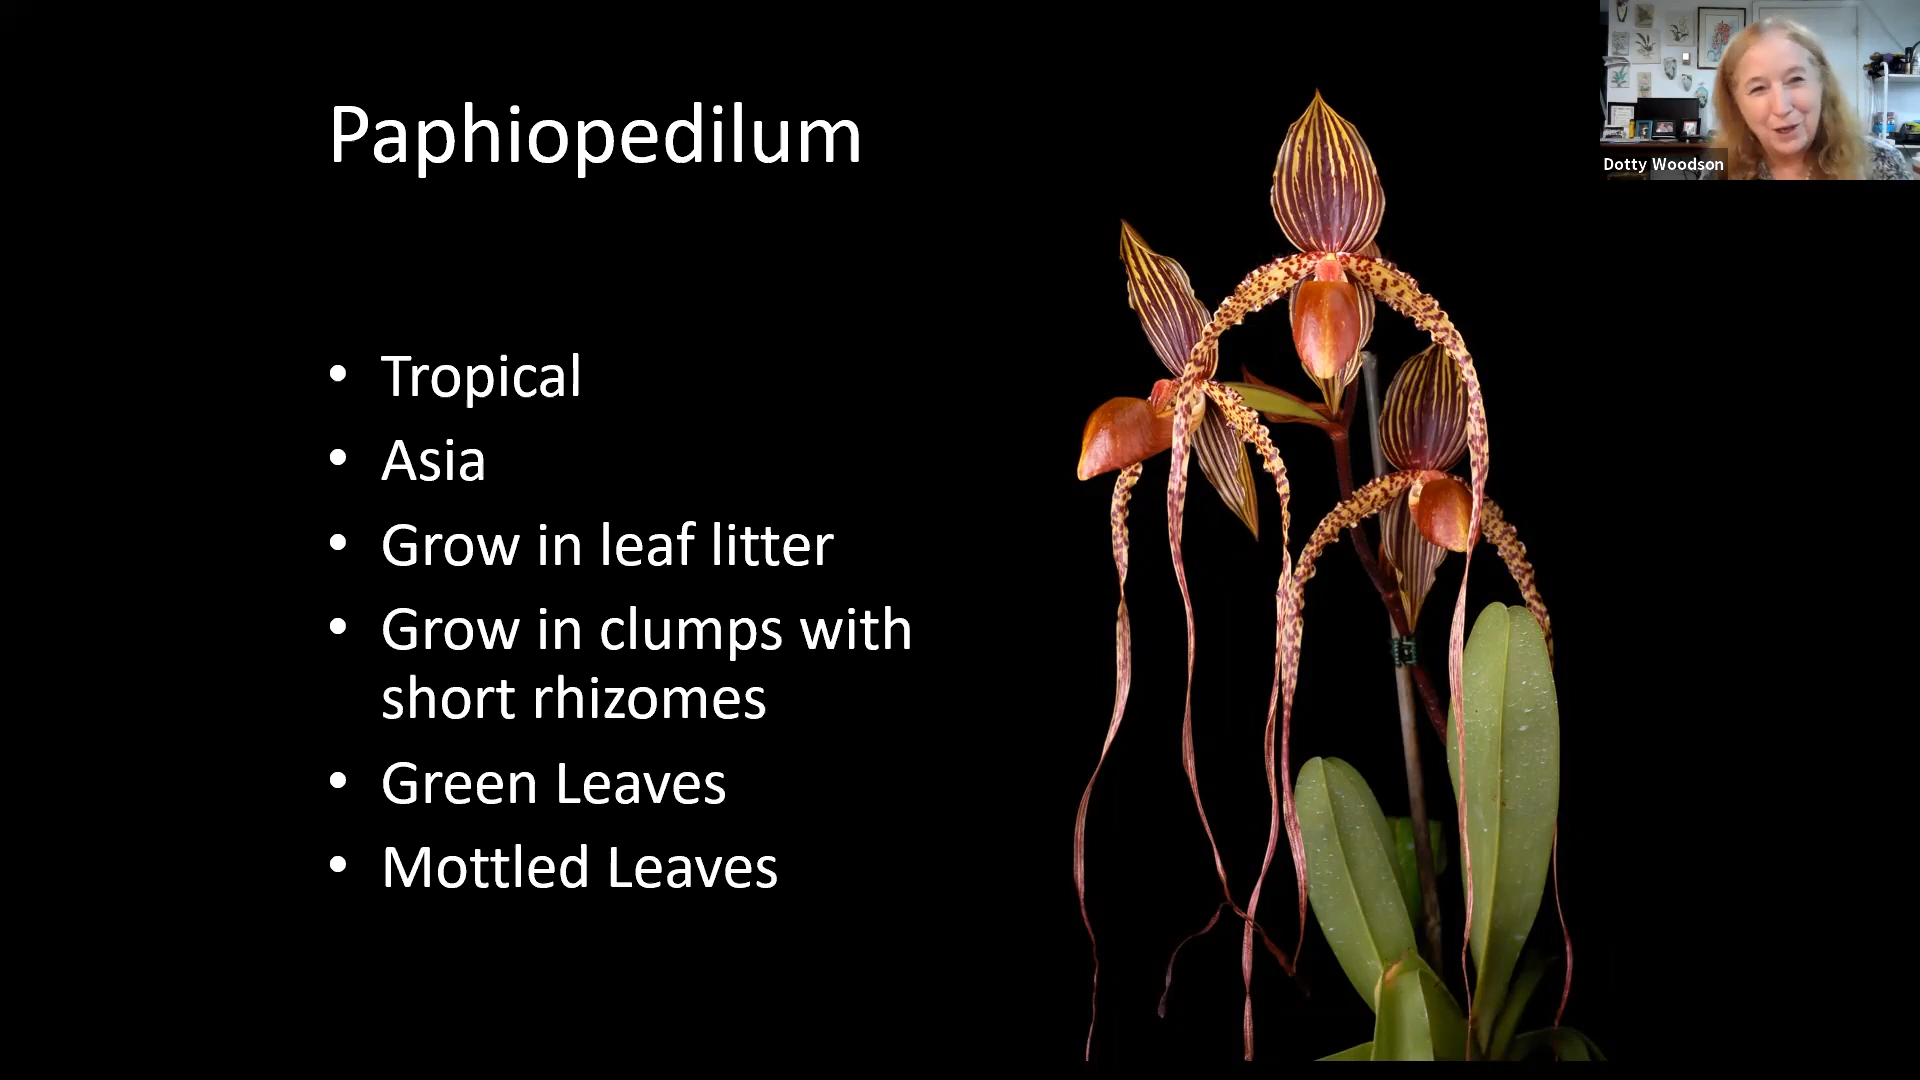 Paphiopedilum
Dotty Woodson
• Tropical
• Asia
• Grow in leaf litter
• Grow in clumps with
short rhizomes
• Green Leaves
• Mottled Leaves